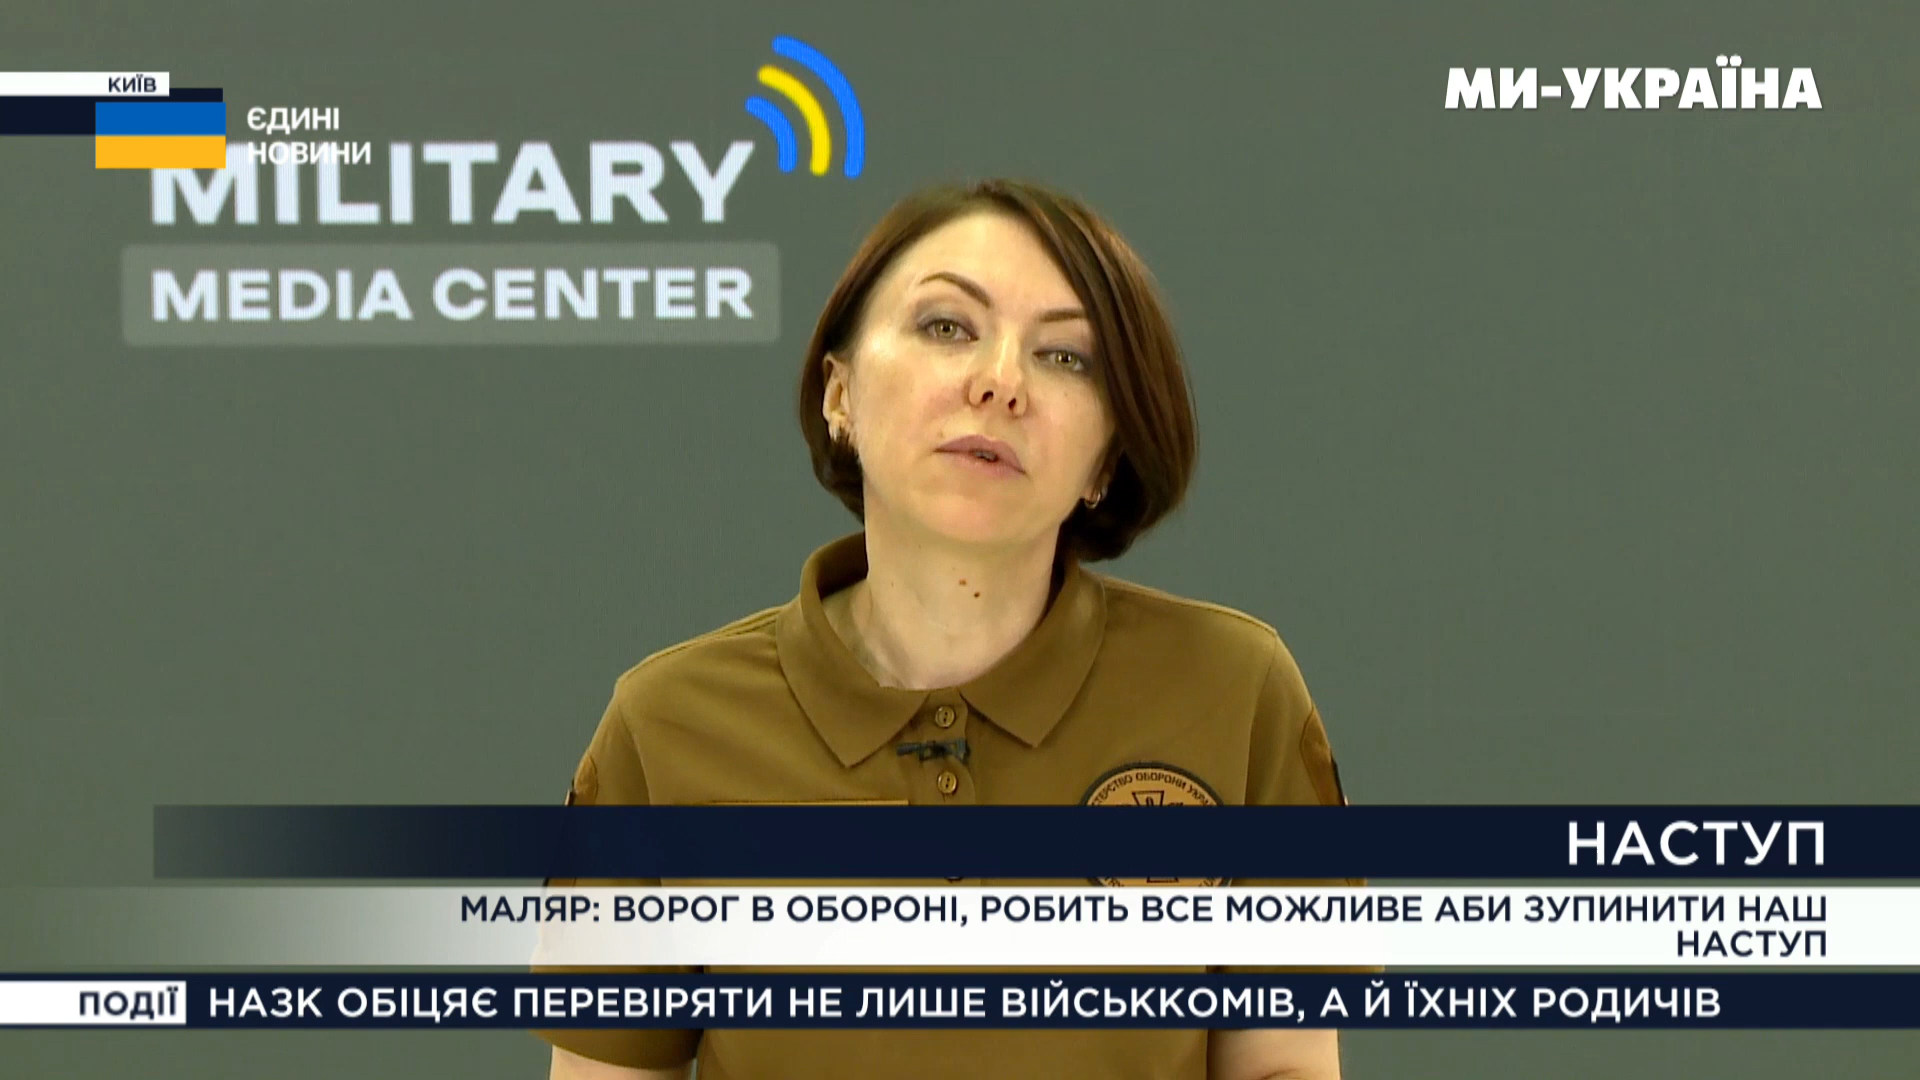 КИЇВ
ЄДИНІ
НОВИНИ
МИ-УКРАЇНА
MILITARY
MEDIA CENTER
НАСТУП
МАЛЯР: ВОРОГ В ОБОРОНІ, РОБИТЬ ВСЕ МОЖЛИВЕ АБИ ЗУПИНИТИ НАШ
НАСТУП
ПОДІЇ НАЗК ОБІЦЯЄ ПЕРЕВІРЯТИ НЕ ЛИШЕ ВІЙСЬККОМІВ, А Й ЇХНІХ РОДИЧІВ